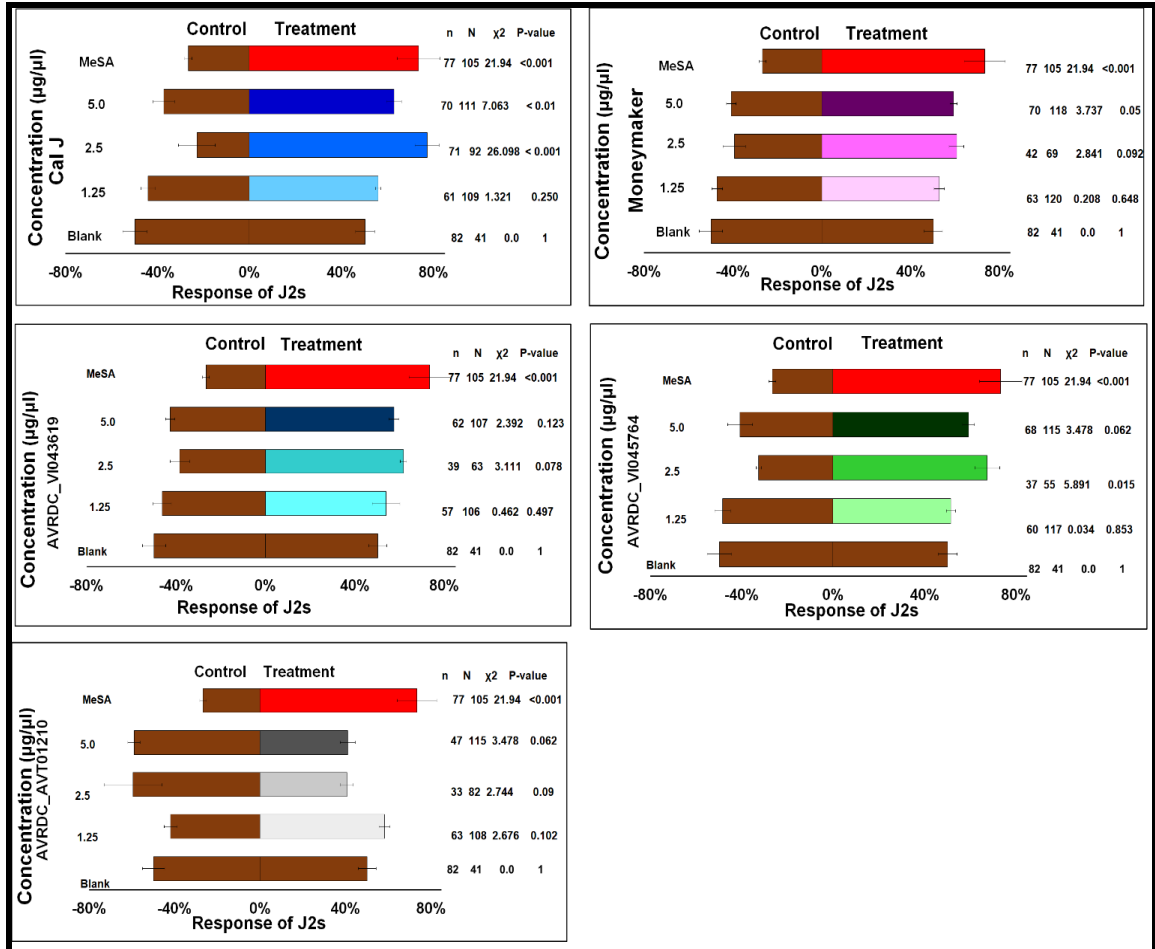 Control Treatment n N χ2 P-value
MeSA 77 105 21.94 <0.001
5.0 70 111 7.063 < 0.01
2.5 71 92 26.098 < 0.001
1.25 61 109 1.321 0.250
Blank 82 41 0.0 1
-80% -40% 0% 40% 80%
Response of J2s
Concentration (µg/µl)
Cal J
Control Treatment n N χ2 P-value
MeSA 77 105 21.94 <0.001
5.0 70 118 3.737 0.05
2.5 42 69 2.841 0.092
1.25 63 120 0.208 0.648
Blank 82 41 0.0 1
-80% -40% 0% 40% 80%
Response of J2s
Concentration (µg/µl)
Moneymaker
Control Treatment n N χ2 P-value
MeSA 77 105 21.94 <0.001
5.0 62 107 2.392 0.123
2.5 39 63 3.111 0.078
1.25 57 106 0.462 0.497
Blank 82 41 0.0 1
-80% -40% 0% 40% 80%
Response of J2s
Concentration (µg/µl)
AVRDC_VI043619
Control Treatment n N χ2 P-value
MeSA 77 105 21.94 <0.001
5.0 68 115 3.478 0.062
2.5 37 55 5.891 0.015
1.25 60 117 0.034 0.853
Blank 82 41 0.0 1
-80% -40% 0% 40% 80%
Response of J2s
Concentration (µg/µl)
AVRDC_VI045764
Control Treatment n N χ2 P-value
MeSA 77 105 21.94 <0.001
5.0 47 115 3.478 0.062
2.5 33 82 2.744 0.09
1.25 63 108 2.676 0.102
Blank 82 41 0.0 1
-80% -40% 0% 40% 80%
Response of J2s
Concentration (µg/µl)
AVRDC_AVT01210